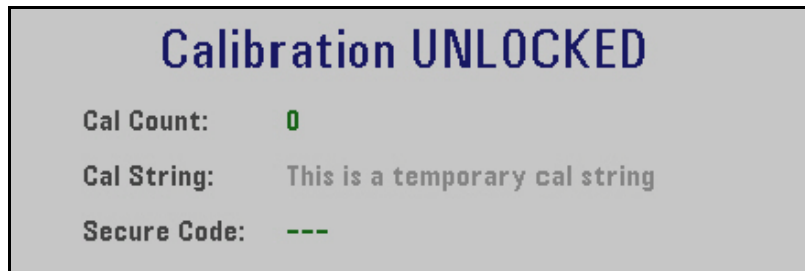 Calibration UNLOCKED
Cal Count: 0
Cal String: This is a temporary cal string
Secure Code: ---